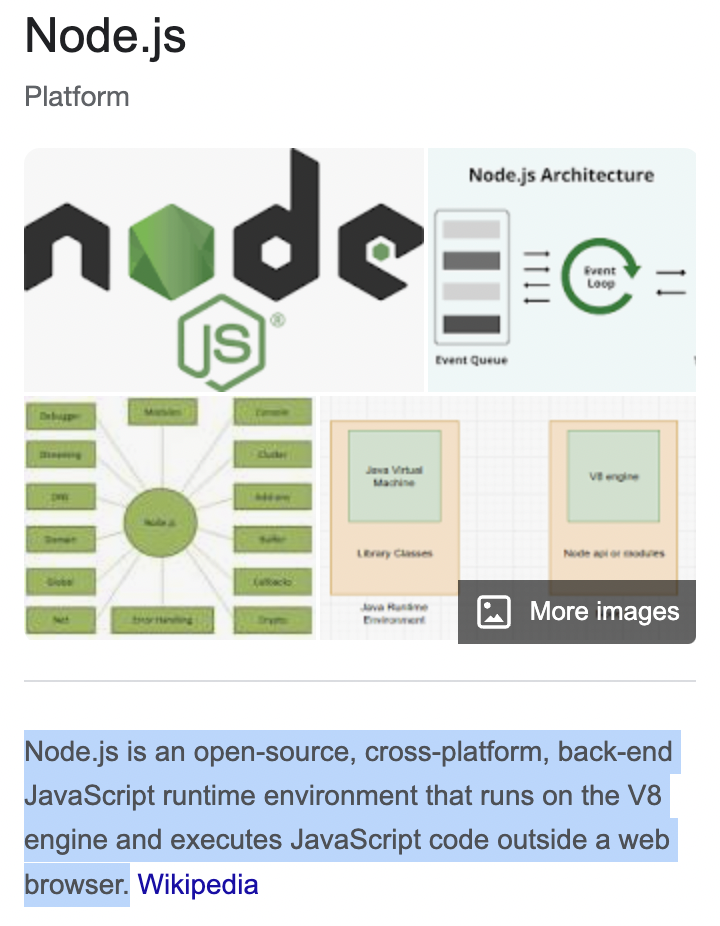 Node.js
Platform
node
JS ®
Node.js Architecture
Event
Loop
Event Queue
Debugger
Modules
Console
Streaming
Cluster
DNS
Add-ons
Node.js
Domain
Buffer
Global
Callbacks
Net
Error Handling
Crypto
Java Virtual
Machine
Library Classes
Java Runtime
Environment
V8 engine
Node api or modules
More images
Node.js is an open-source, cross-platform, back-end
JavaScript runtime environment that runs on the V8
engine and executes JavaScript code outside a web
browser. Wikipedia